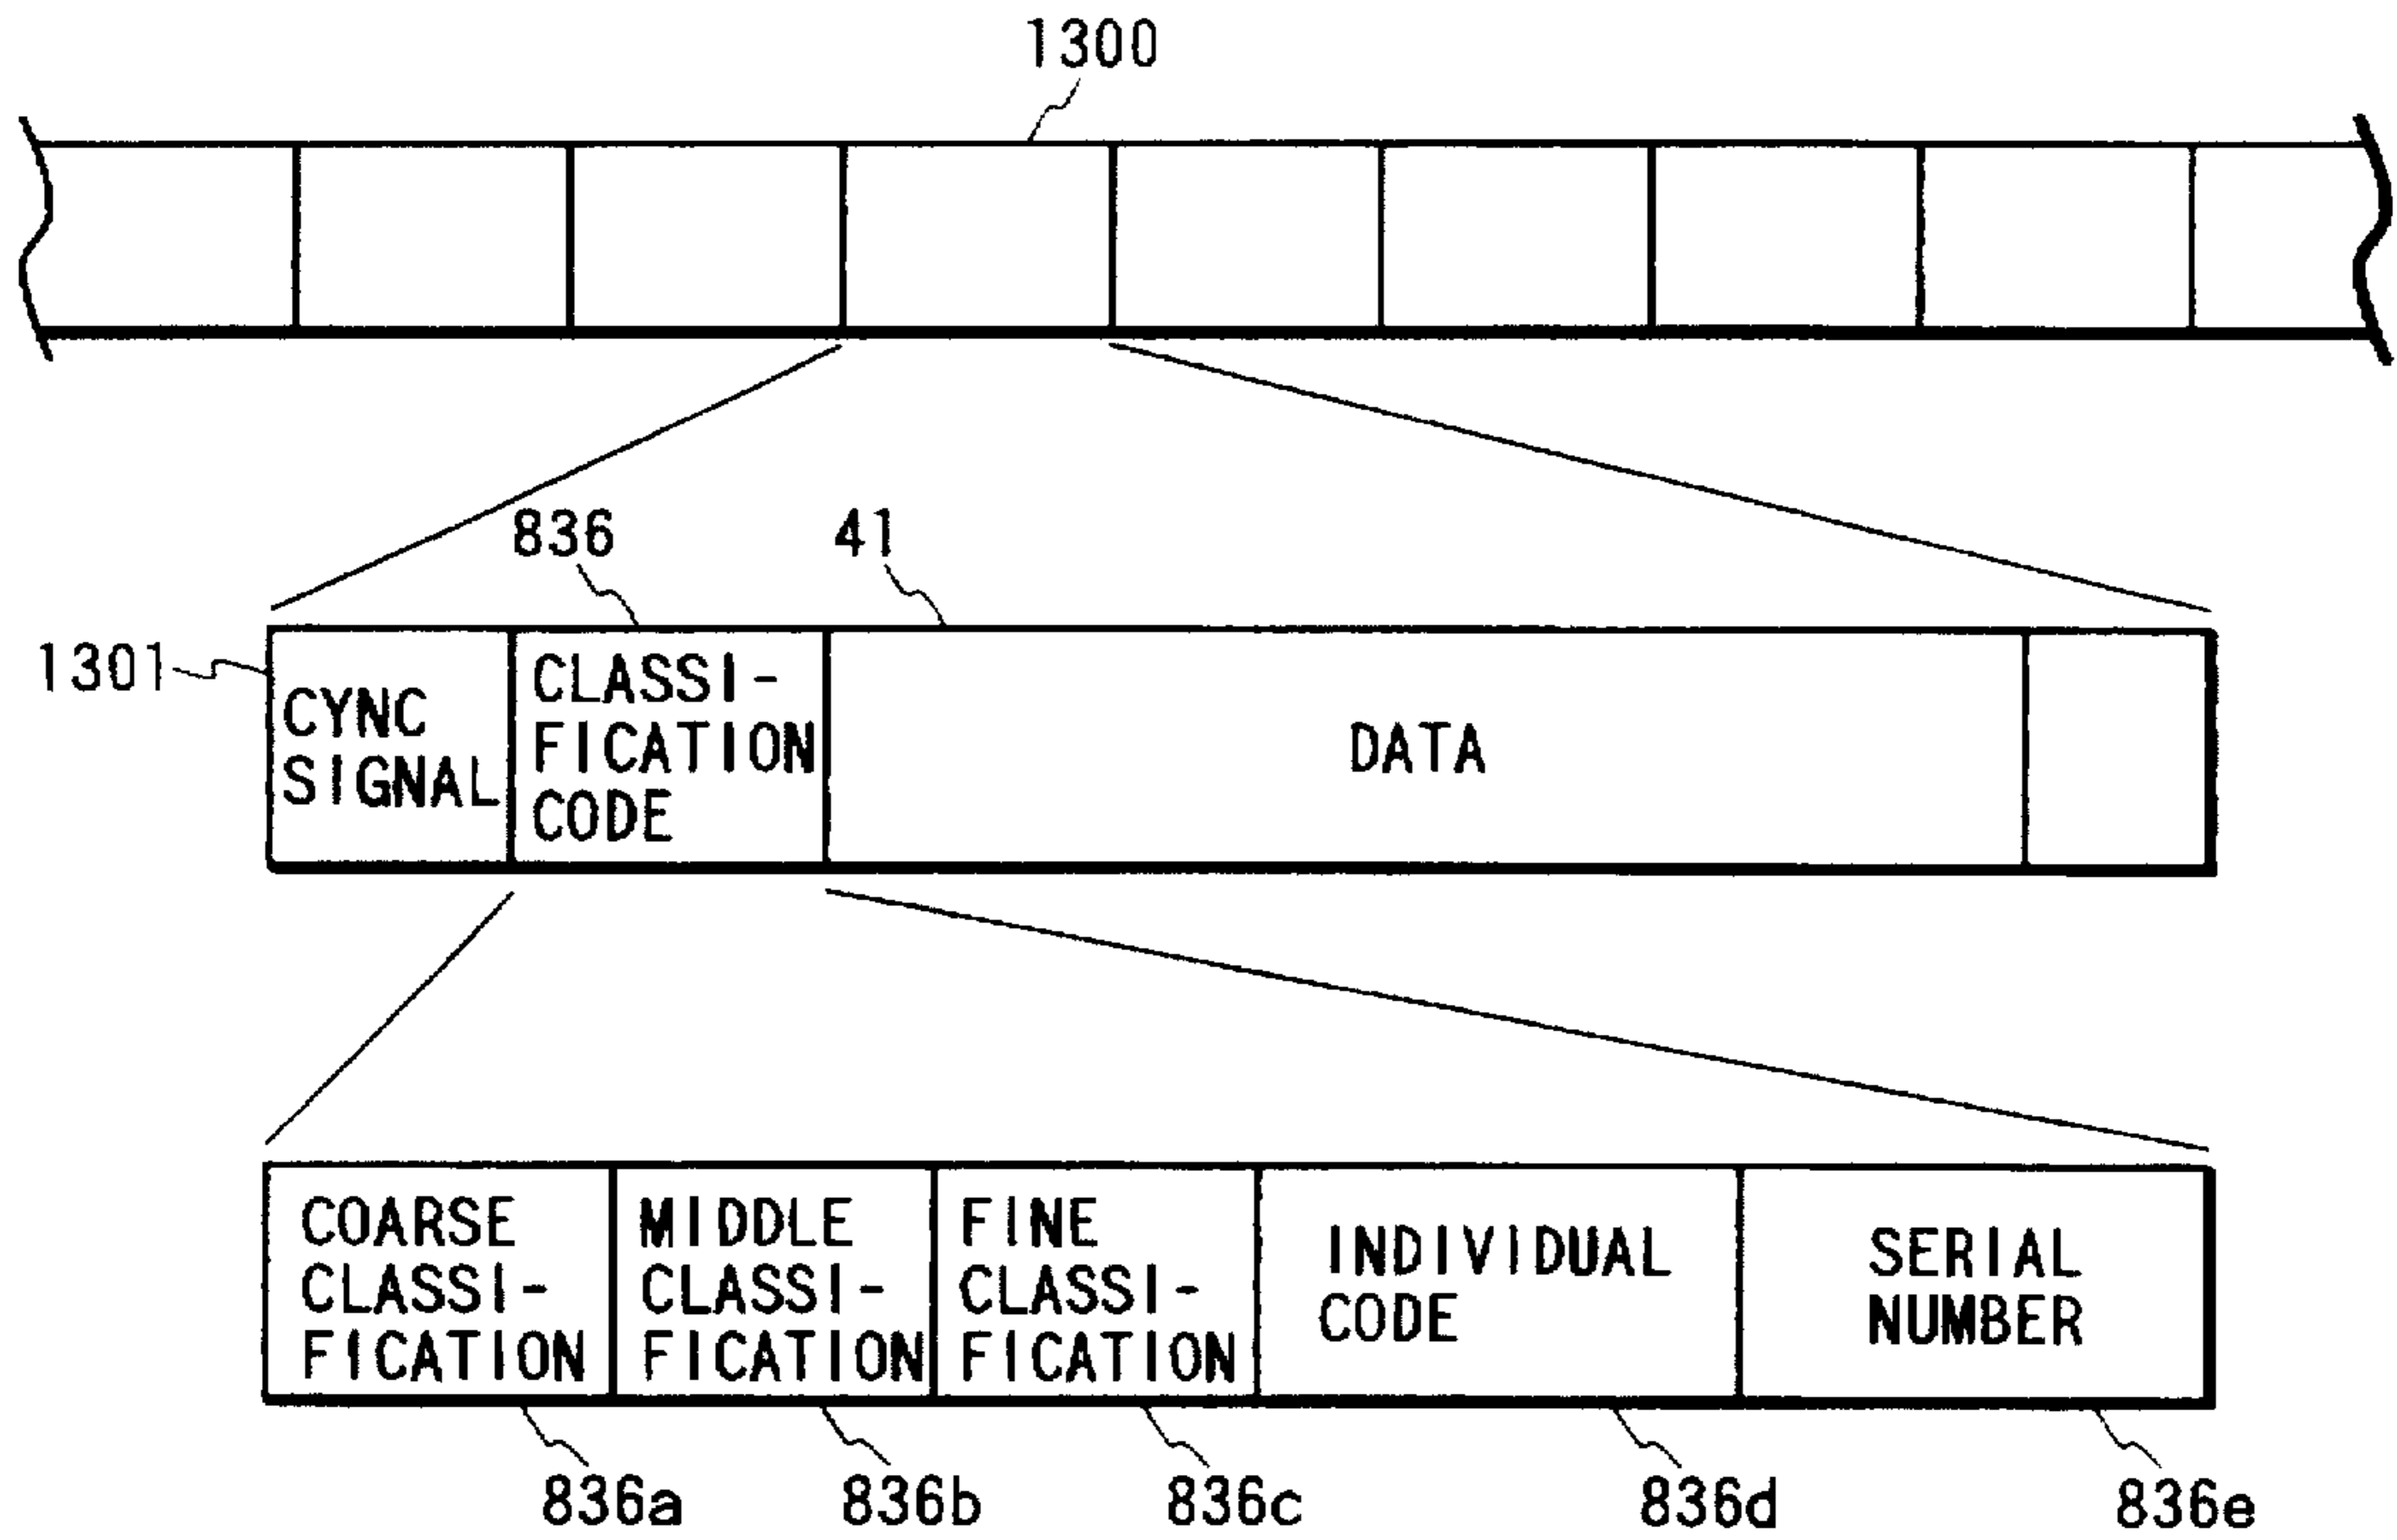 1300
836
41
1301
CYNC
SIGNAL
CLASSI-
FICATION
CODE
DATA
COARSE
CLASSI-
FICATION
MIDDLE
CLASSI-
FICATION
FINE
CLASSI-
FICATION
INDIVIDUAL
CODE
SERIAL
NUMBER
836a
836b
836c
836d
836e